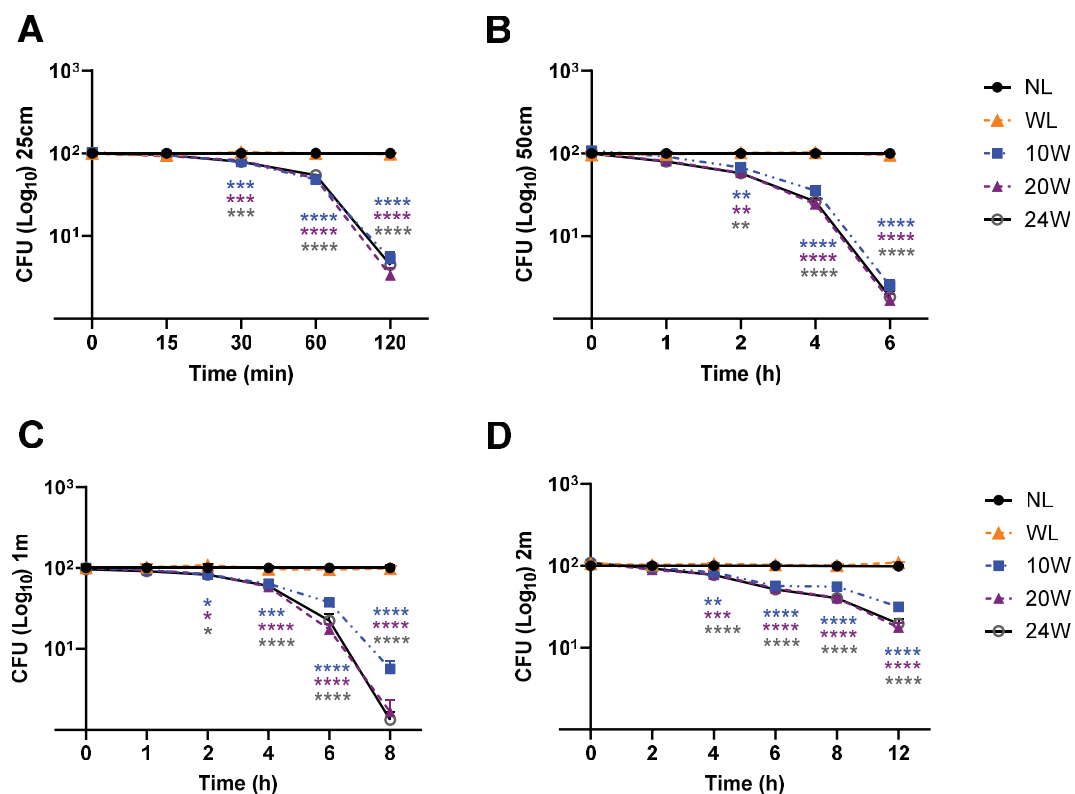 A
10³
10²
10¹
CFU (Log₁₀) 25cm
***
***
***
****
****
****
****
****
****
0 15 30 60 120
Time (min)
B
10³
10²
10¹
CFU (Log₁₀) 50cm
**
**
**
****
****
****
****
****
****
0 1 2 4 6
Time (h)
NL
WL
10W
20W
24W
C
10³
10²
10¹
CFU (Log₁₀) 1m
*
*
*
***
****
****
****
****
****
****
****
****
0 1 2 4 6 8
Time (h)
D
10³
10²
10¹
CFU (Log₁₀) 2m
**
***
****
****
****
****
****
****
****
****
****
****
0 2 4 6 8 12
Time (h)
NL
WL
10W
20W
24W